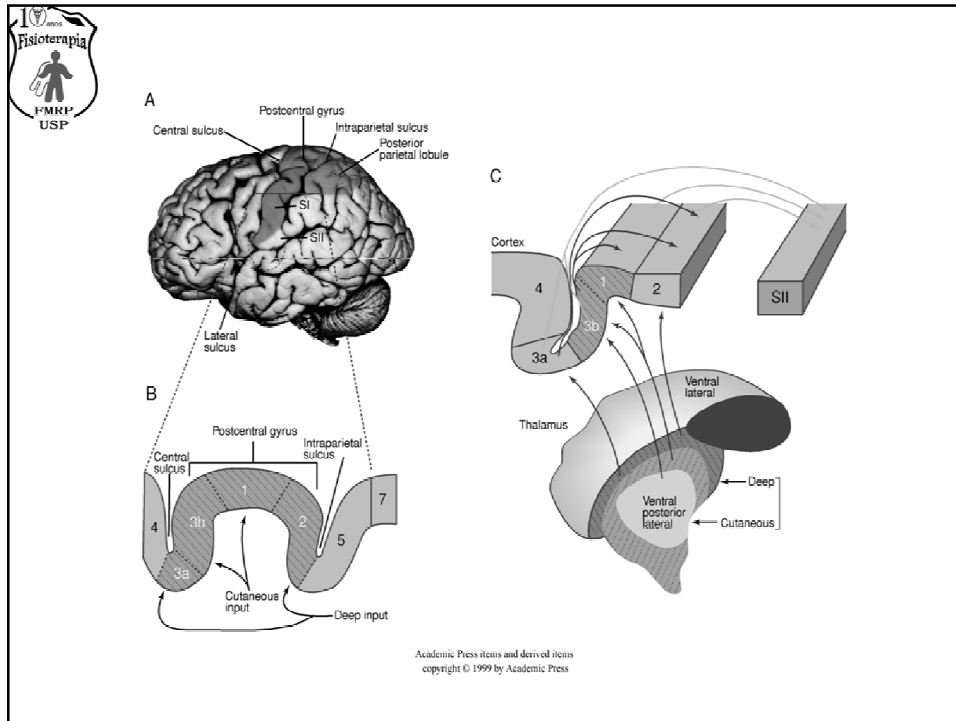 10 anos
Fisioterapia
FMRP
USP
A
Postcentral gyrus
Central sulcus
Intraparietal sulcus
Posterior
parietal lobule
SI
SII
Lateral
sulcus
B
Postcentral gyrus
Central
sulcus
Intraparietal
sulcus
4
3a
3b
1
2
5
7
Cutaneous
input
Deep input
C
Cortex
4
3a
3b
1
2
SII
Thalamus
Ventral
lateral
Ventral
posterior
lateral
Deep
Cutaneous
Academic Press items and derived items
copyright © 1999 by Academic Press